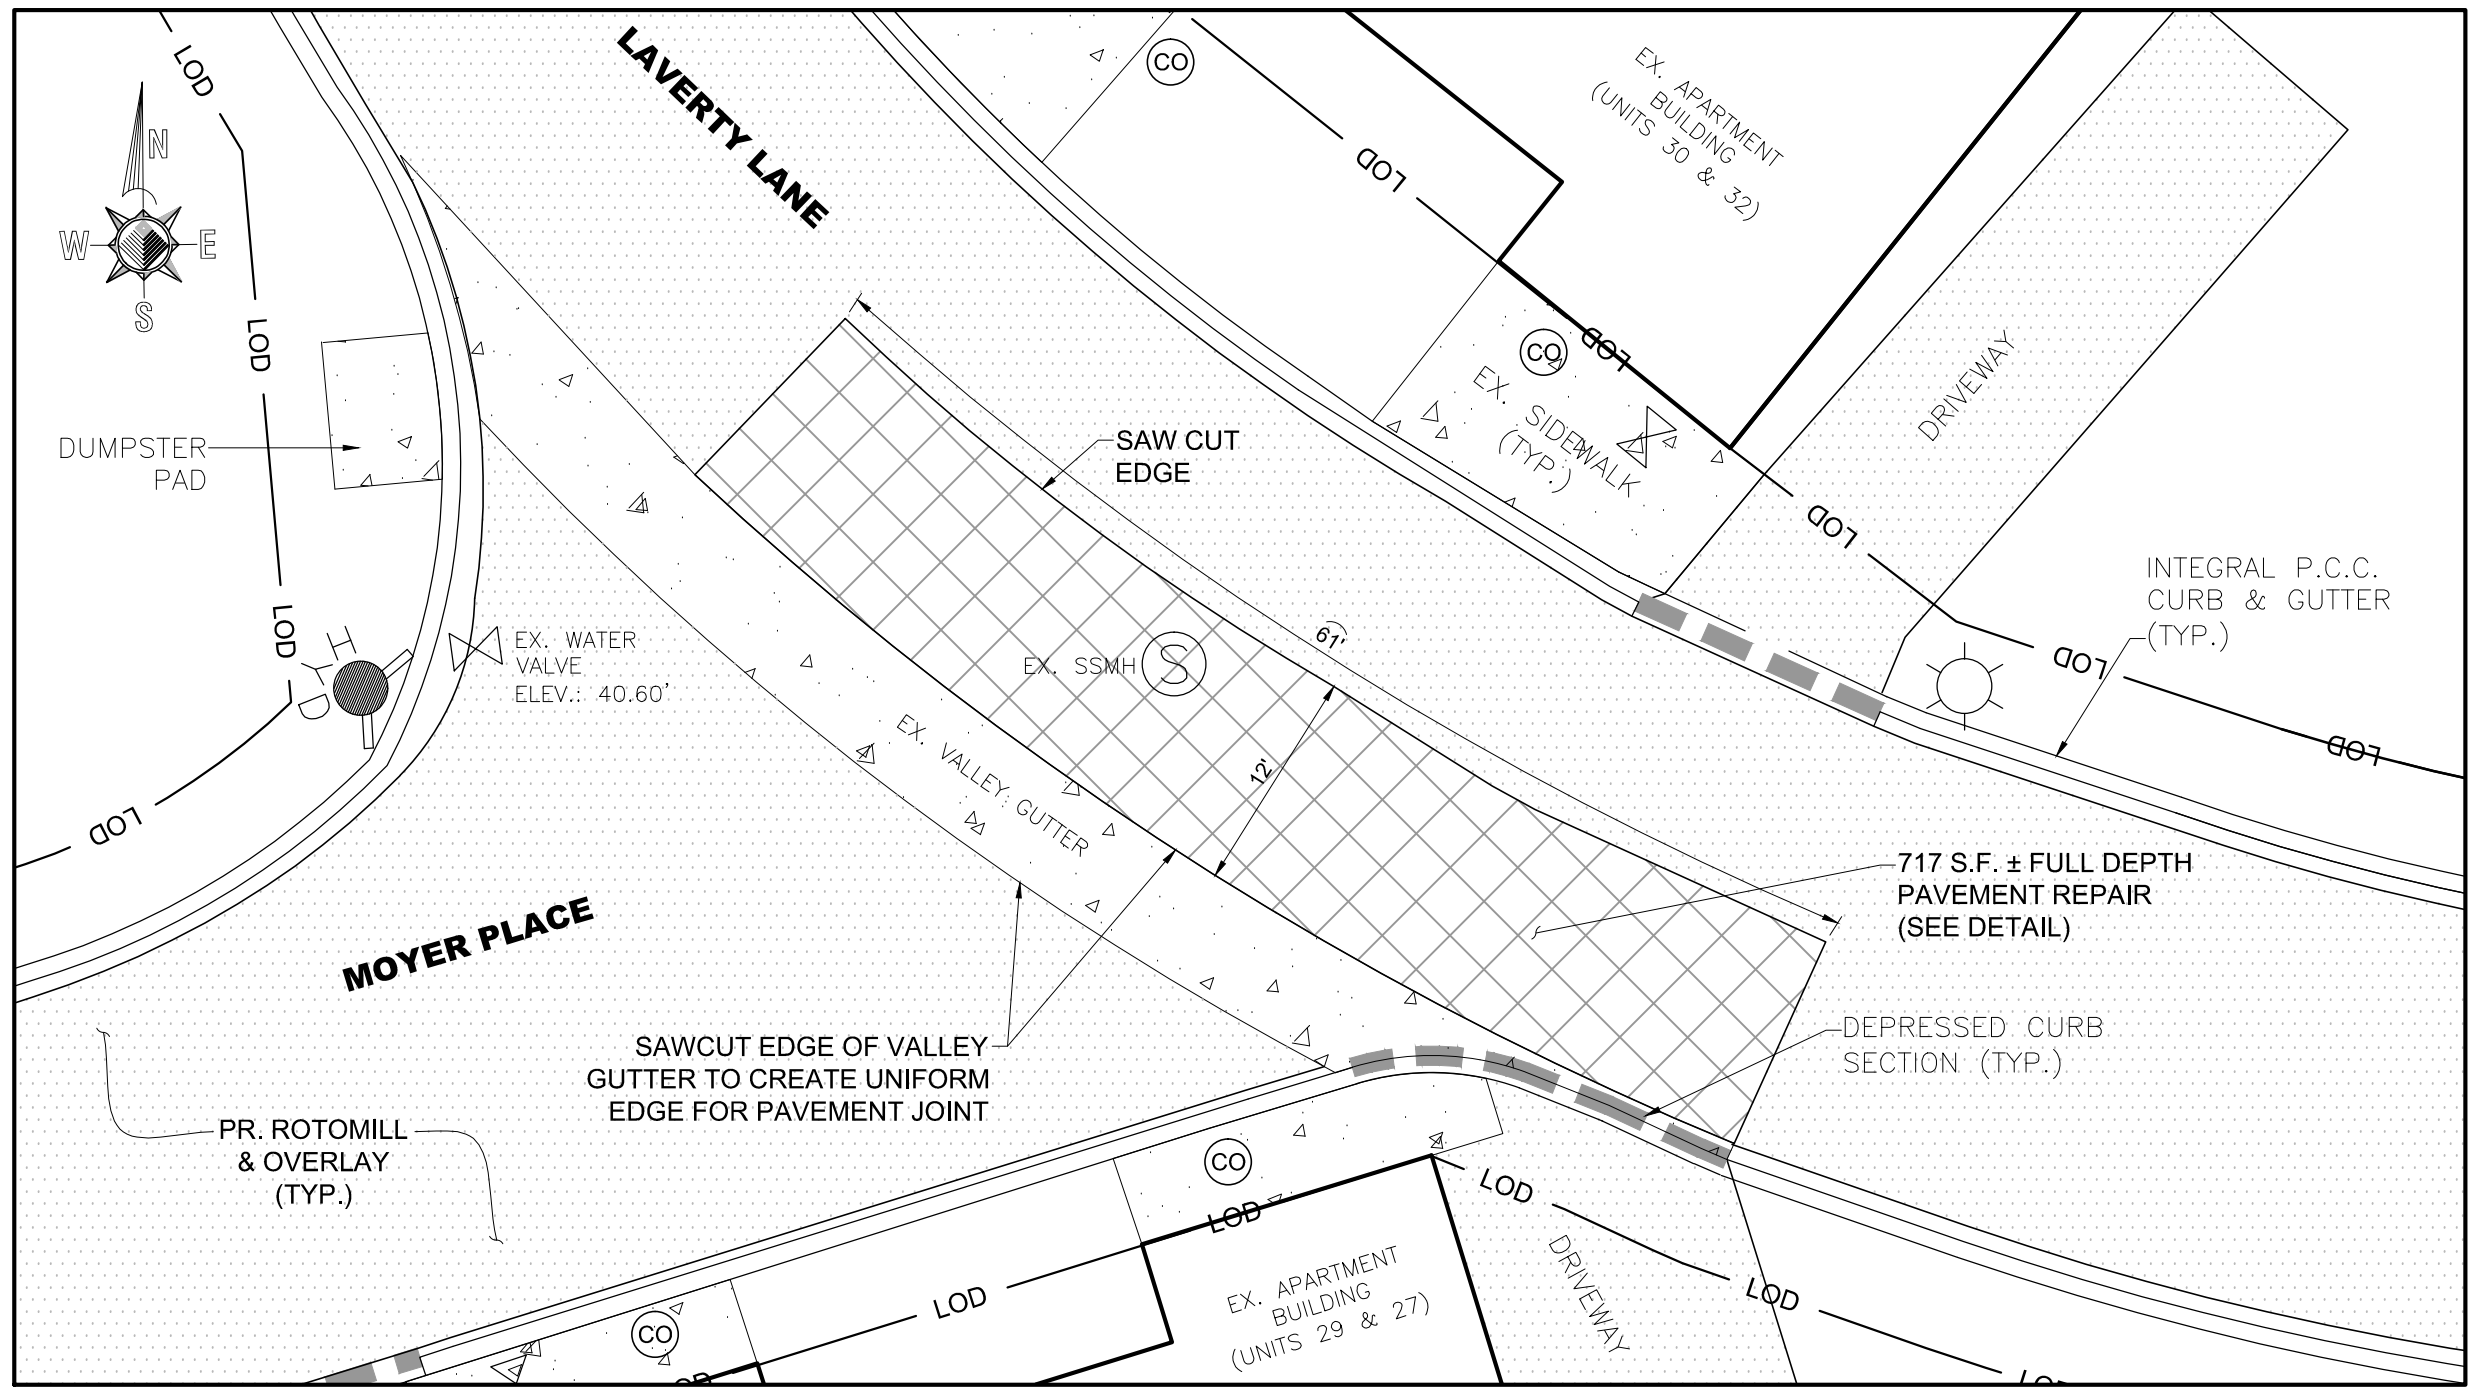 LOD
N
W
E
S
LOD
DUMPSTER
PAD
LOD
HYD
LOD
EX. WATER
VALVE
ELEV.: 40.60'
LAVERTY LANE
CO
LOD
EX. APARTMENT
BUILDING
(UNITS 30 & 32)
CO
LOD
EX. SIDEWALK
(TYP.)
DRIVEWAY
LOD
INTEGRAL P.C.C.
CURB & GUTTER
(TYP.)
LOD
LOD
SAW CUT
EDGE
61'
EX. SSMH
S
12'
EX. VALLEY GUTTER
717 S.F. ± FULL DEPTH
PAVEMENT REPAIR
(SEE DETAIL)
MOYER PLACE
DEPRESSED CURB
SECTION (TYP.)
SAWCUT EDGE OF VALLEY
GUTTER TO CREATE UNIFORM
EDGE FOR PAVEMENT JOINT
PR. ROTOMILL
& OVERLAY
(TYP.)
CO
LOD
LOD
EX. APARTMENT
BUILDING
(UNITS 29 & 27)
LOD
DRIVEWAY
LOD
CO
LOD
LOD